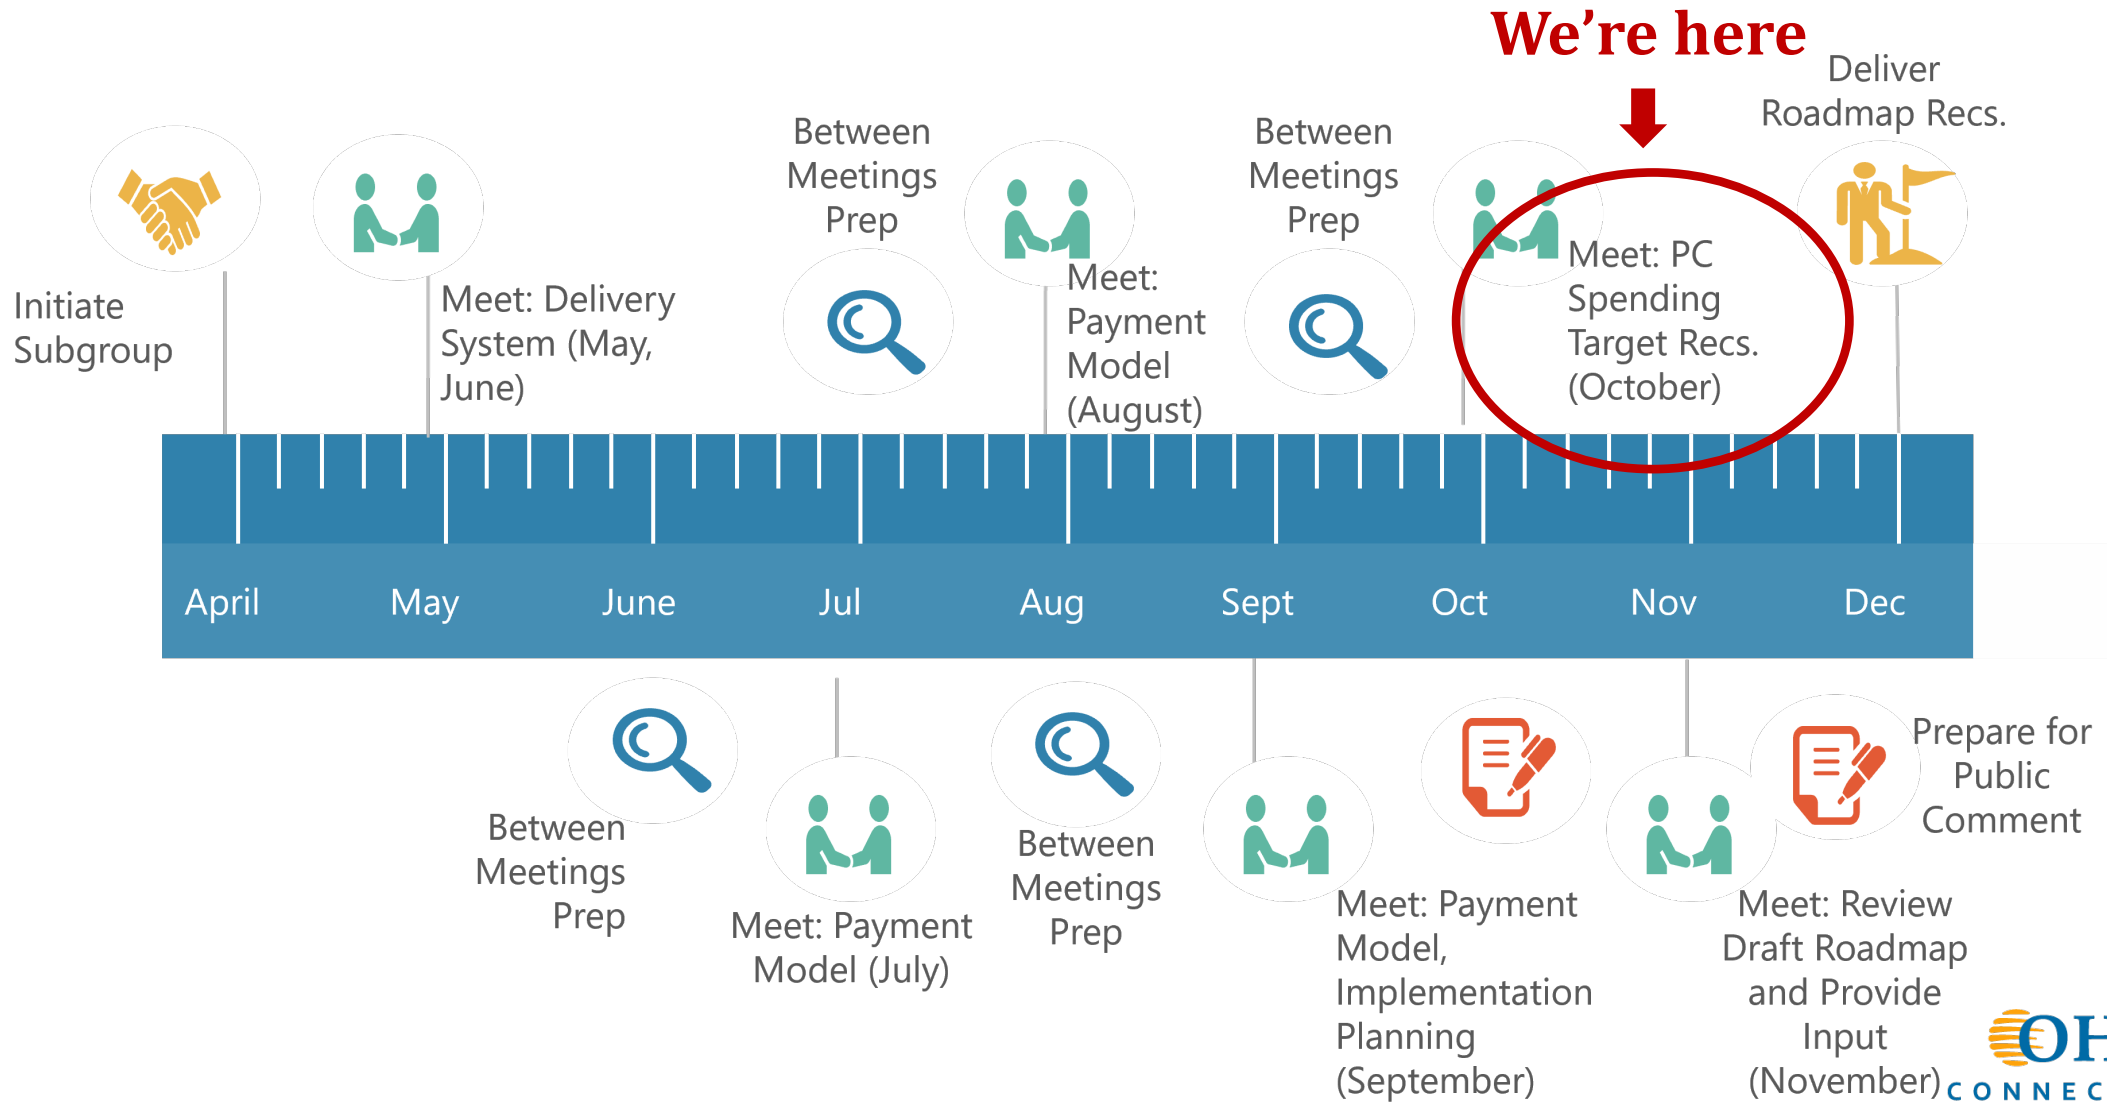 We're here
Deliver
Roadmap Recs.
Between
Meetings
Prep
Between
Meetings
Prep
Initiate
Subgroup
Meet: Delivery
System (May,
June)
Meet:
Payment
Model
(August)
Meet: PC
Spending
Target Recs.
(October)
April
May
June
Jul
Aug
Sept
Oct
Nov
Dec
Between
Meetings
Prep
Meet: Payment
Model (July)
Between
Meetings
Prep
Meet: Payment
Model,
Implementation
Planning
(September)
Meet: Review
Draft Roadmap
and Provide
Input
(November)
Prepare for
Public
Comment
OH
CONNEC